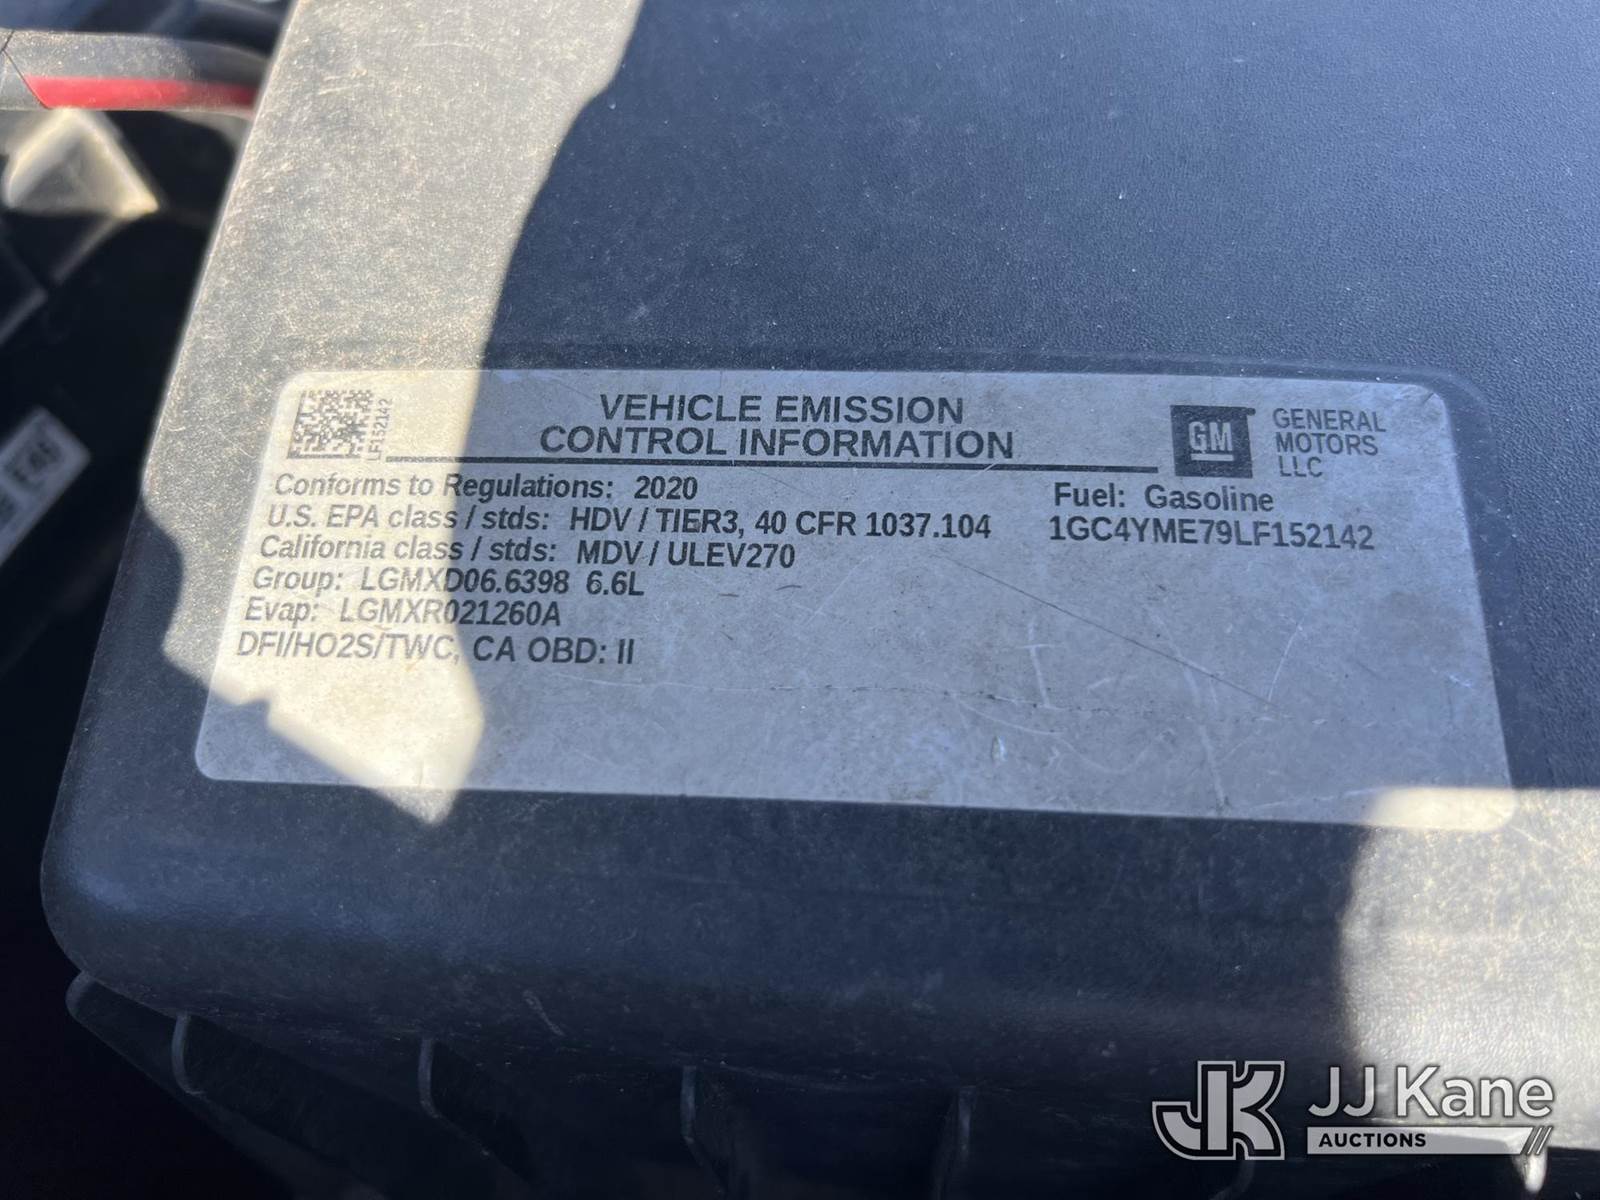 VEHICLE EMISSION
CONTROL INFORMATION
LF152142
GM
GENERAL
MOTORS
LLC
Conforms to Regulations: 2020
U.S. EPA class / stds: HDV / TIER3, 40 CFR 1037.104
California class / stds: MDV / ULEV270
Group: LGMXD06.6398 6.6L
Evap: LGMXR021260A
DFI/HO2S/TWC, CA OBD: II
Fuel: Gasoline
1GC4YME79LF152142
JK
JJ Kane
AUCTIONS